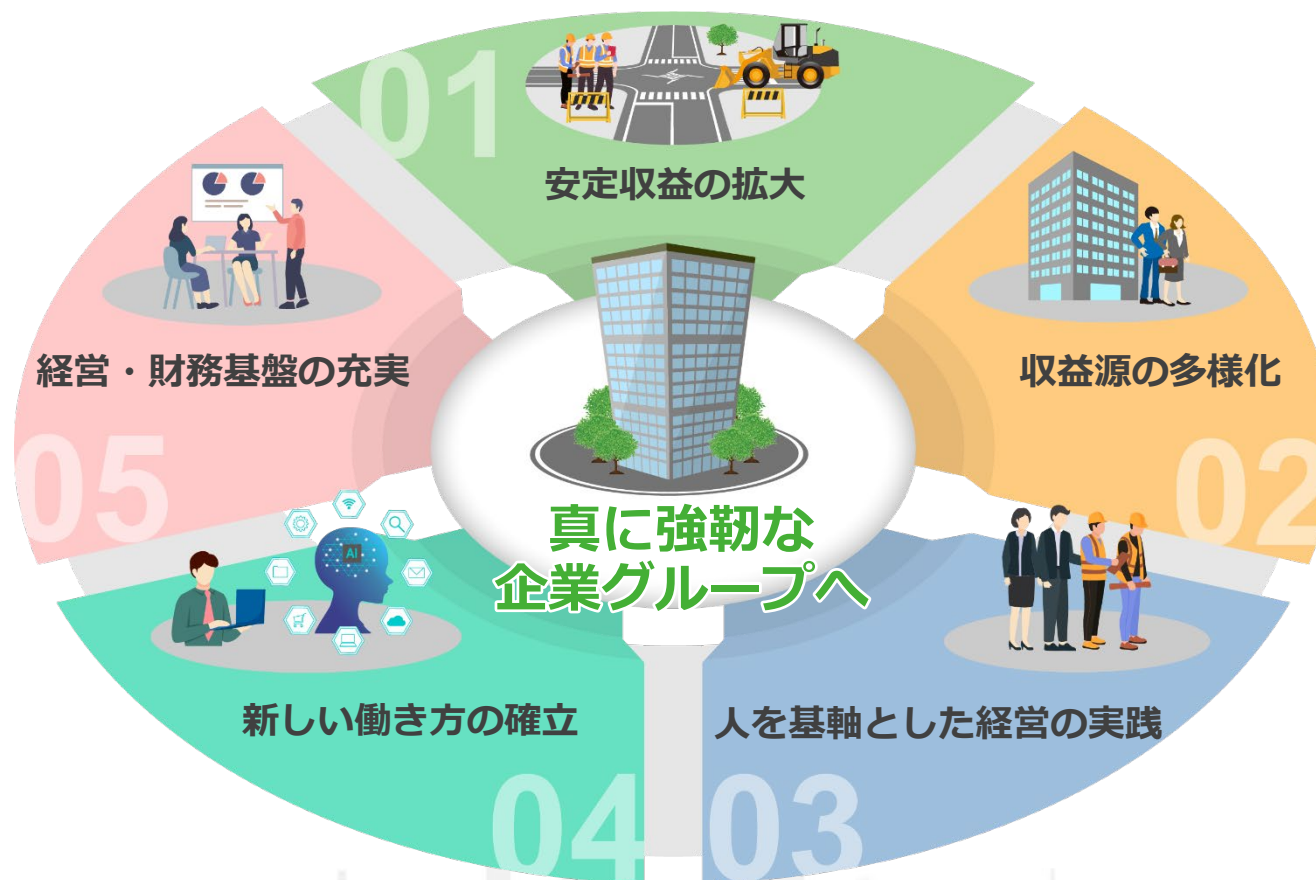 01
安定収益の拡大
02
収益源の多様化
03
人を基軸とした経営の実践
04
新しい働き方の確立
AI
05
経営・財務基盤の充実
真に強靭な
企業グループへ